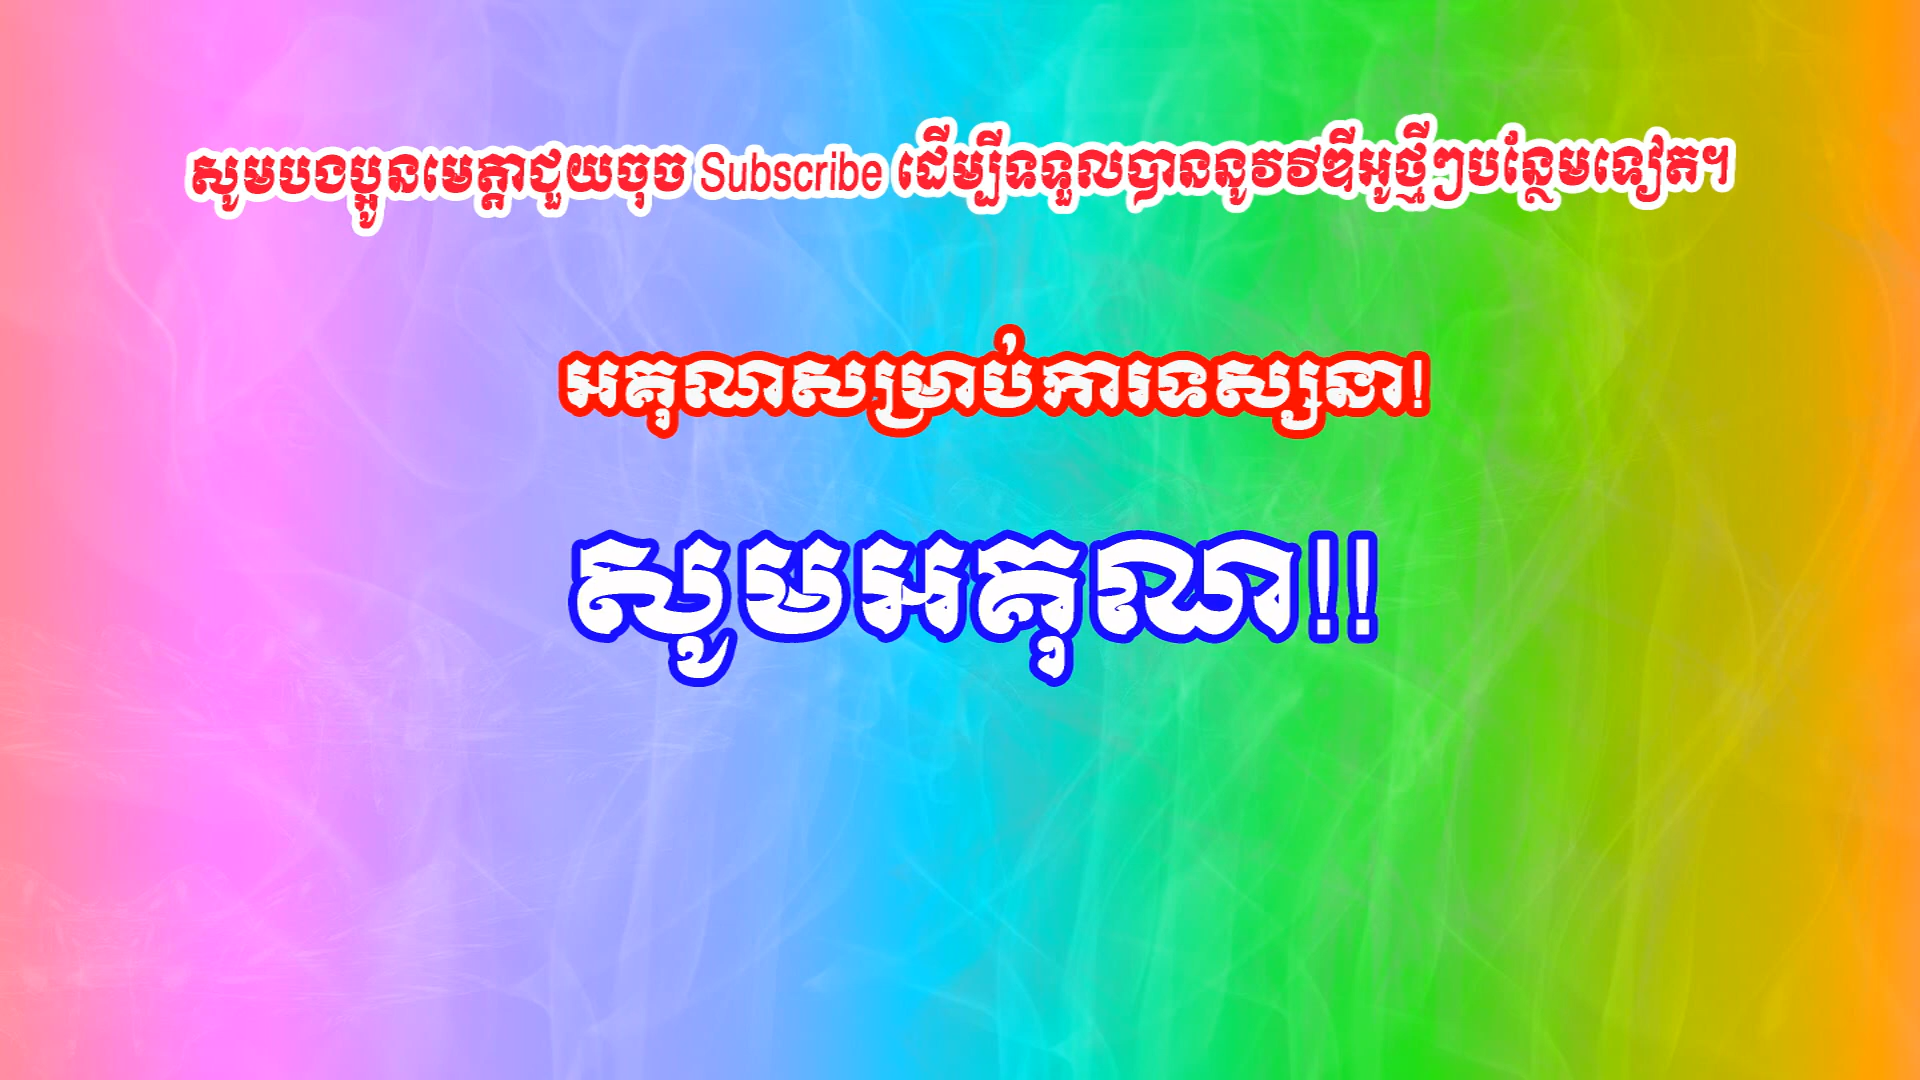 សូមបងប្អូនមេត្តាជួយចុច Subscribe ដើម្បីទទួលបាននូវវីឌីអូថ្មីៗបន្ថែមទៀត។
អគុណសម្រាប់ការទស្សនា!
សូមអគុណ!!